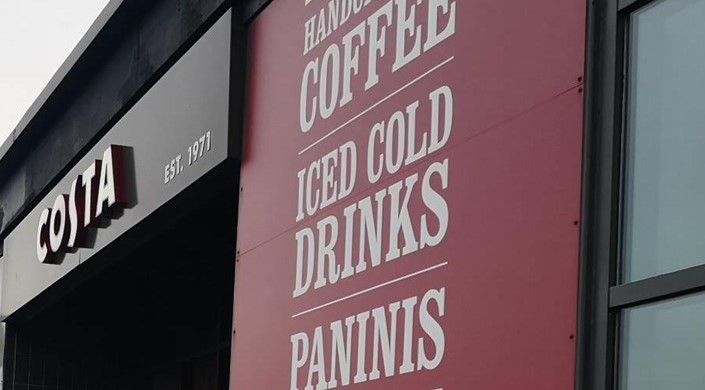 COSTA
EST. 1971
COFFEE
ICED COLD
DRINKS
PANINIS